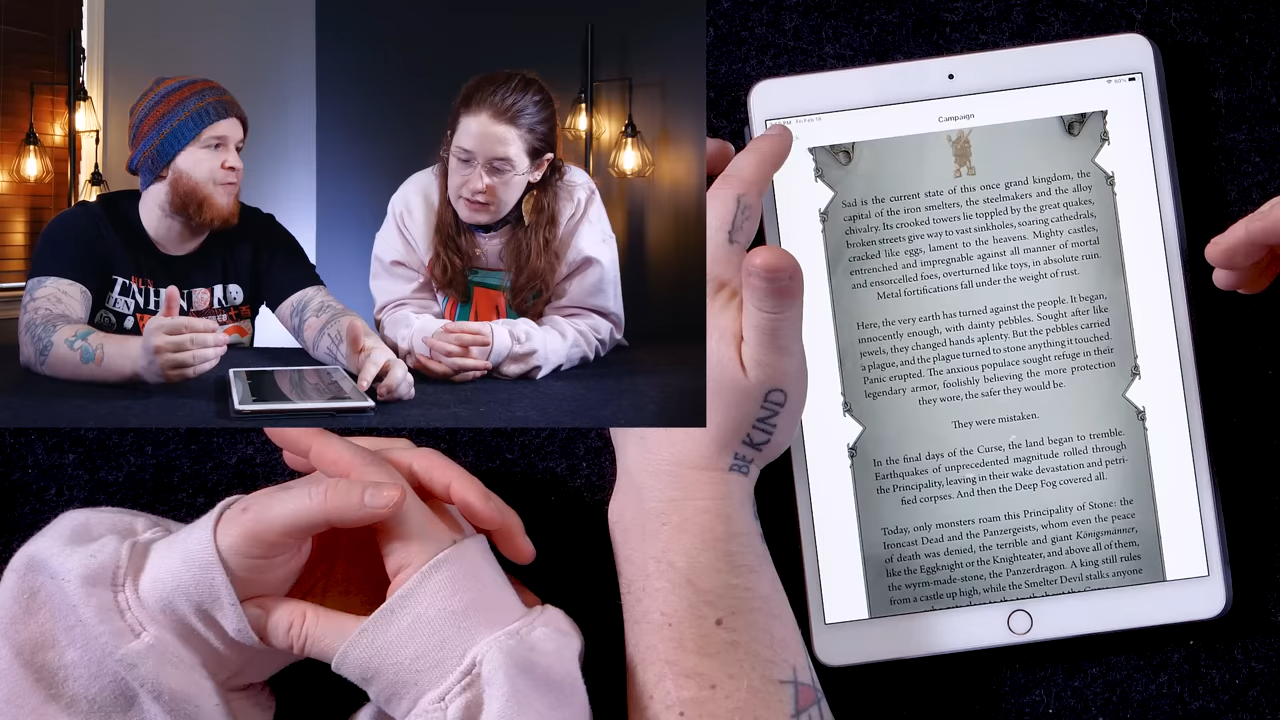 TEN
BE KIND
PM Fri Feb 18
60%
Campaign
Sad is the current state of this once grand kingdom, the
capital of the iron smelters, the steelmakers and the alloy
chivalry. Its crooked towers lie toppled by the great quakes,
broken streets give way to vast sinkholes, soaring cathedrals,
cracked like eggs, lament to the heavens. Mighty castles,
entrenched and impregnable against all manner of mortal
and ensorcelled foes, overturned like toys, in absolute ruin.
Metal fortifications fall under the weight of rust.
Here, the very earth has turned against the people. It began,
innocently enough, with dainty pebbles. Sought after like
jewels, they changed hands aplenty. But the pebbles carried
a plague, and the plague turned to stone anything it touched.
Panic erupted. The anxious populace sought refuge in their
legendary armor, foolishly believing the more protection
they wore, the safer they would be.
They were mistaken.
In the final days of the Curse, the land began to tremble.
Earthquakes of unprecedented magnitude rolled through
the Principality, leaving in their wake devastation and petri-
fied corpses. And then the Deep Fog covered all.
Today, only monsters roam this Principality of Stone: the
Ironcast Dead and the Panzergeists, whom even the peace
of death was denied, the terrible and giant Königsmänner,
like the Eggknight or the Knighteater, and above all of them,
the wyrm-made-stone, the Panzerdragon. A king still rules
from a castle up high, while the Smelter Devil stalks anyone